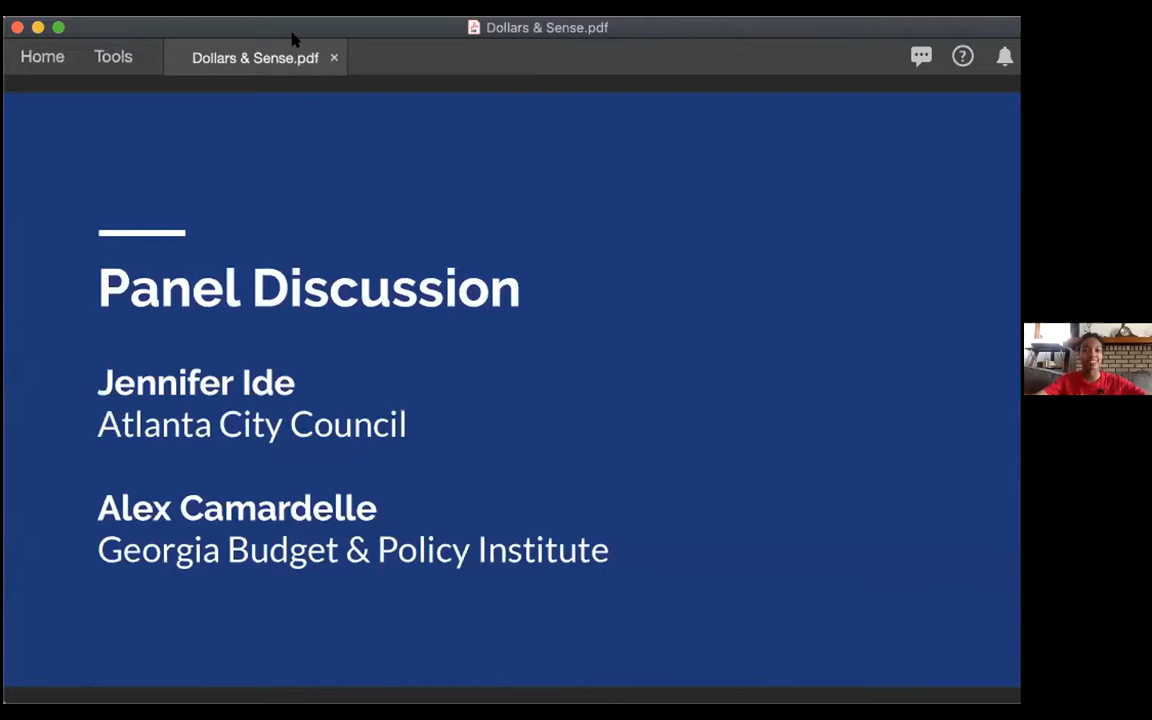 Dollars & Sense.pdf
Home Tools Dollars & Sense.pdf ×
Panel Discussion
Jennifer Ide
Atlanta City Council
Alex Camardelle
Georgia Budget & Policy Institute